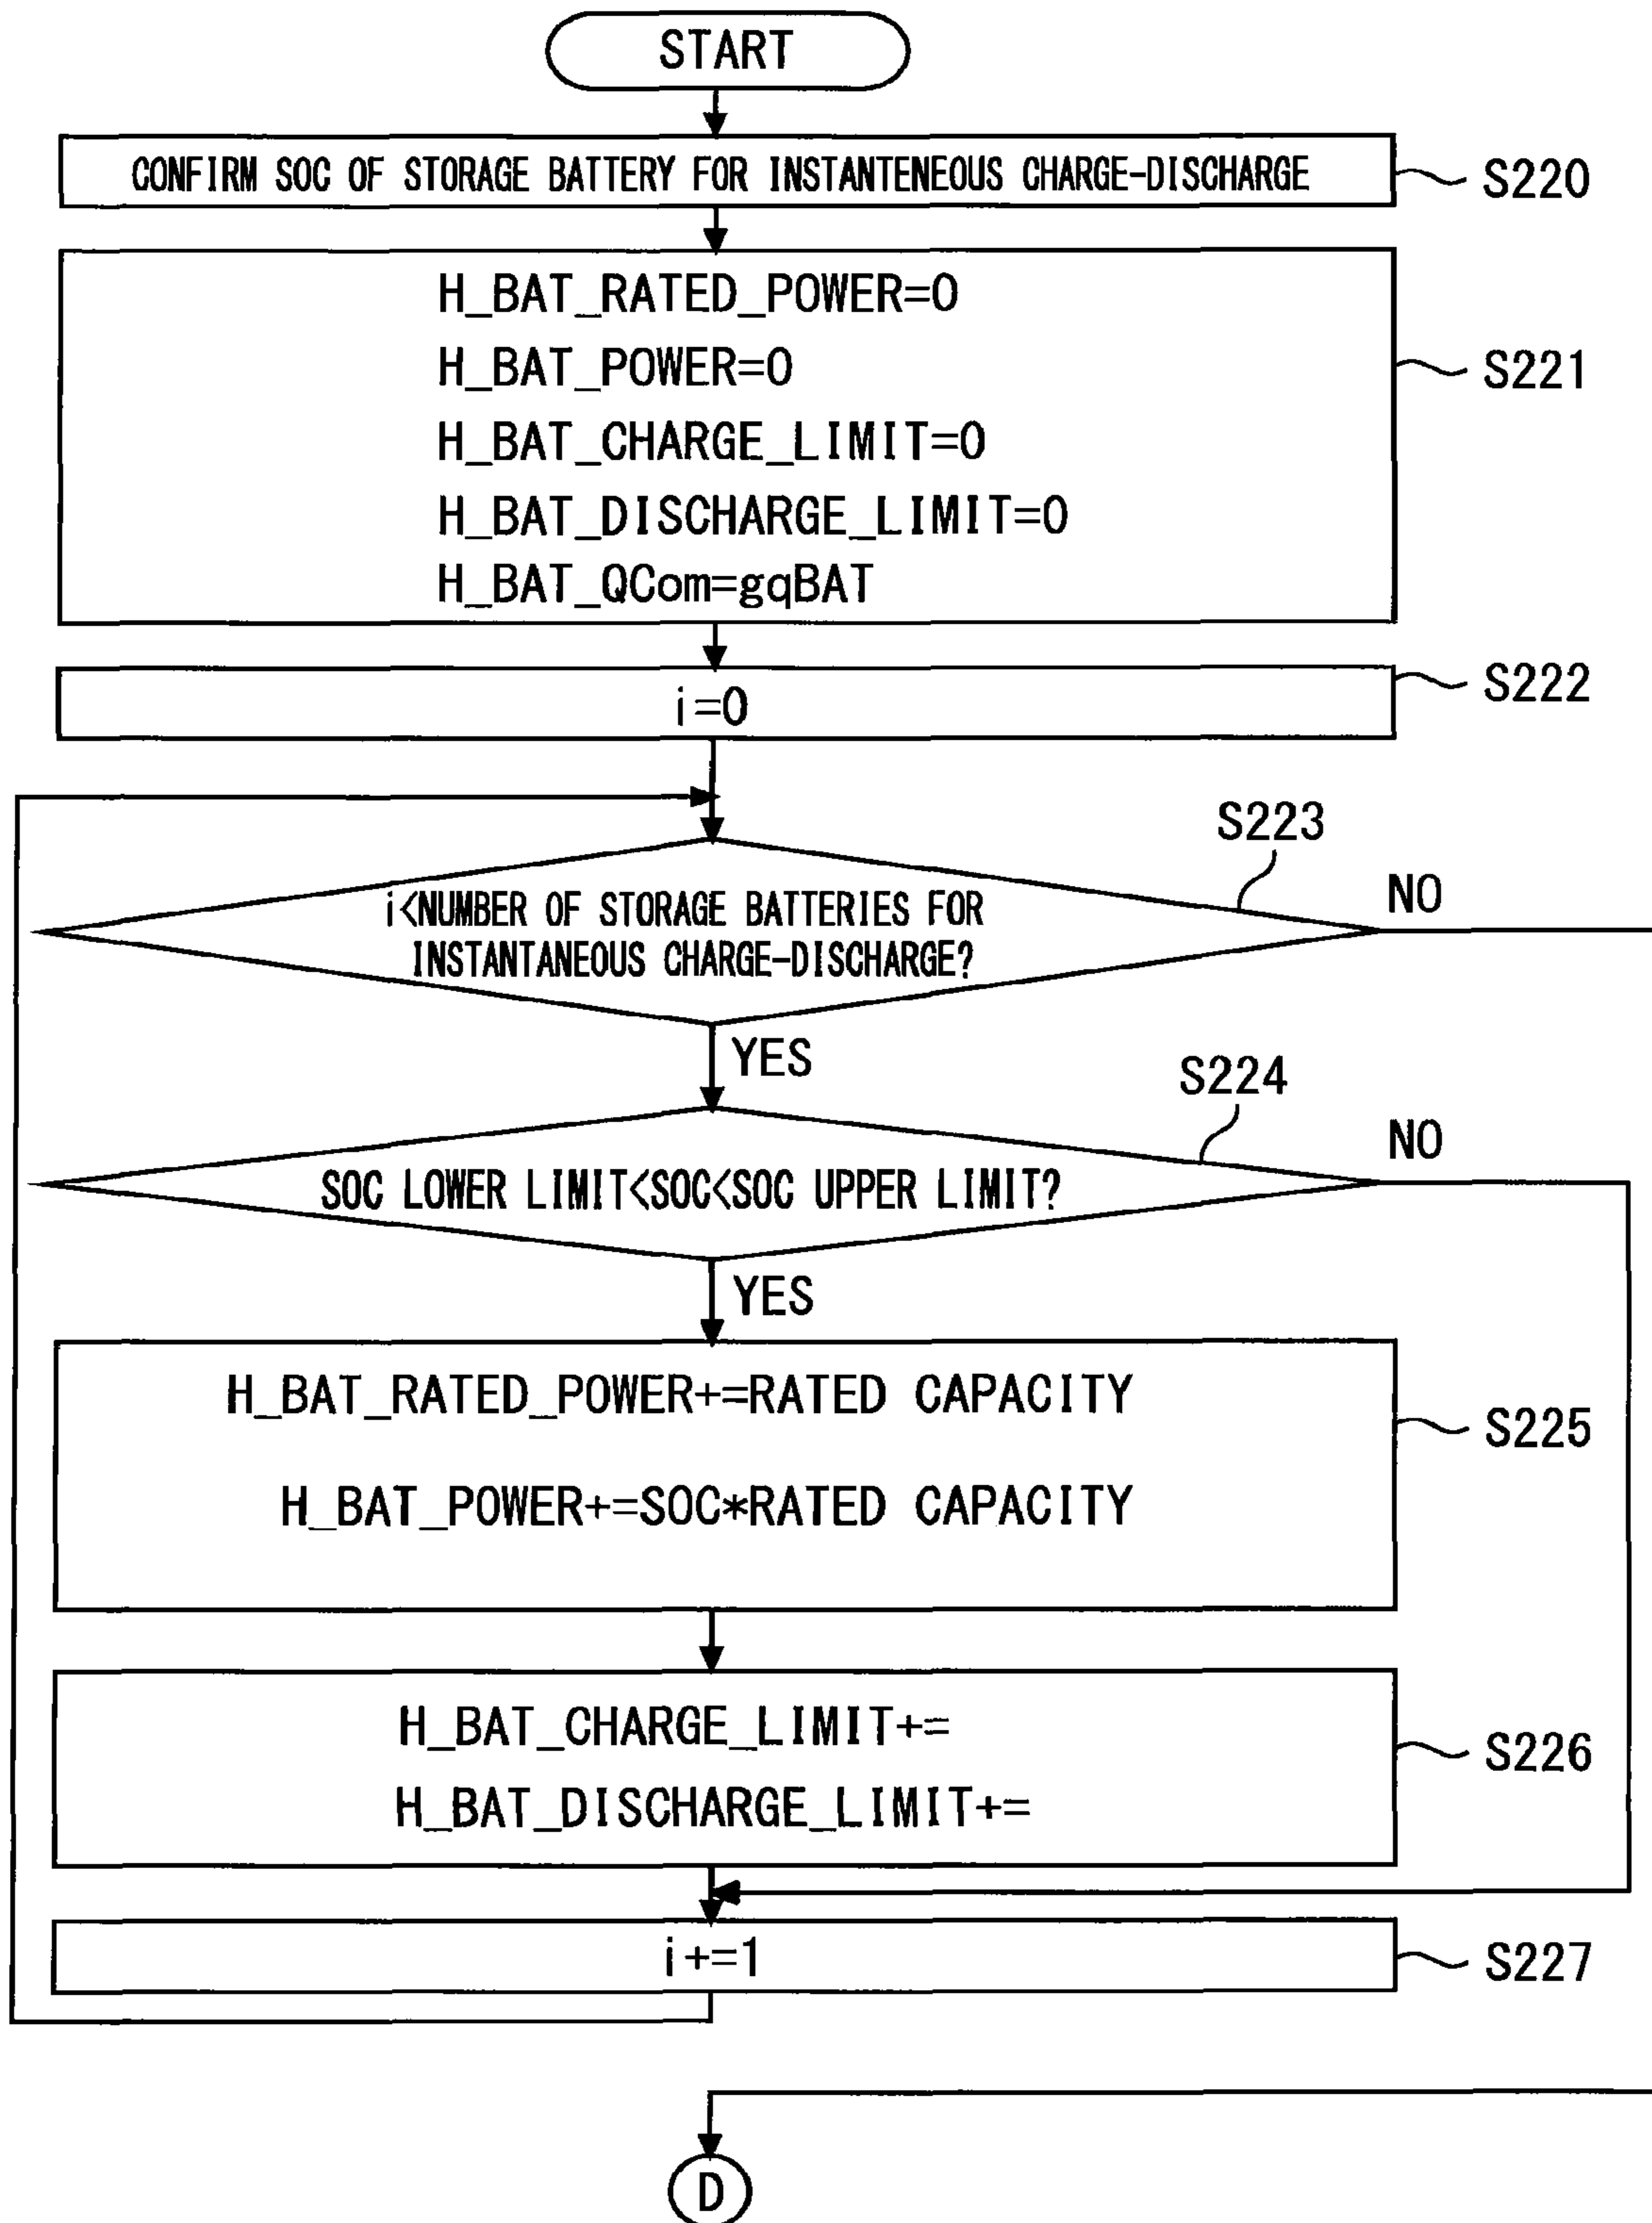 START
CONFIRM SOC OF STORAGE BATTERY FOR INSTANTENEOUS CHARGE-DISCHARGE
S220
H_BAT_RATED_POWER=0
H_BAT_POWER=0
S221
H_BAT_CHARGE_LIMIT=0
H_BAT_DISCHARGE_LIMIT=0
H_BAT_QCom=gqBAT
S222
i=0
S223
NO
i<NUMBER OF STORAGE BATTERIES FOR
INSTANTANEOUS CHARGE-DISCHARGE?
YES
S224
NO
SOC LOWER LIMIT<SOC<SOC UPPER LIMIT?
YES
H_BAT_RATED_POWER+=RATED CAPACITY
S225
H_BAT_POWER+=SOC*RATED CAPACITY
H_BAT_CHARGE_LIMIT+=
S226
H_BAT_DISCHARGE_LIMIT+=
i+=1
S227
D